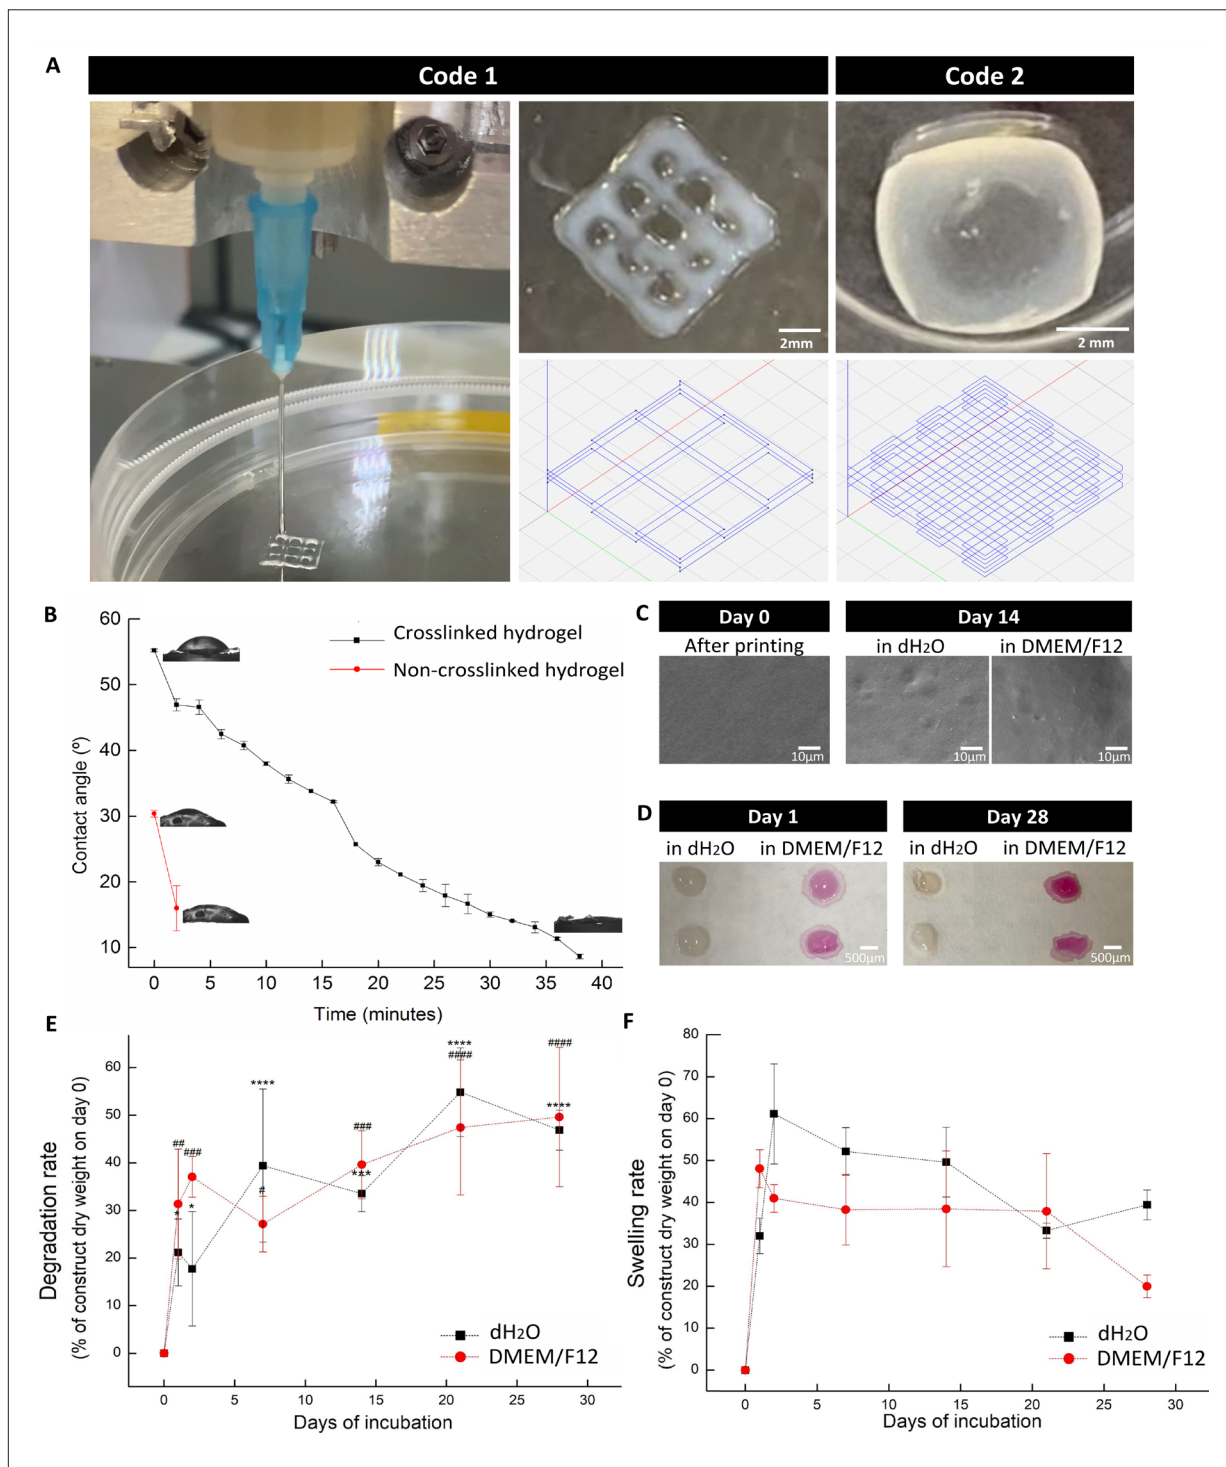 A
Code 1
Code 2
2mm
2 mm
B
60
50
40
30
20
10
Contact angle (º)
Crosslinked hydrogel
Non-crosslinked hydrogel
0 5 10 15 20 25 30 35 40
Time (minutes)
C
Day 0
Day 14
After printing
in dH₂O
in DMEM/F12
10µm
10µm
10µm
D
Day 1
Day 28
in dH₂O in DMEM/F12
in dH₂O in DMEM/F12
500µm
500µm
E
Degradation rate
(% of construct dry weight on day 0)
60
50
40
30
20
10
0
##
###
*
*
****
#
###
***
****
####
####
****
dH₂O
DMEM/F12
0 5 10 15 20 25 30
Days of incubation
F
Swelling rate
(% of construct dry weight on day 0)
80
70
60
50
40
30
20
10
0
dH₂O
DMEM/F12
0 5 10 15 20 25 30
Days of incubation